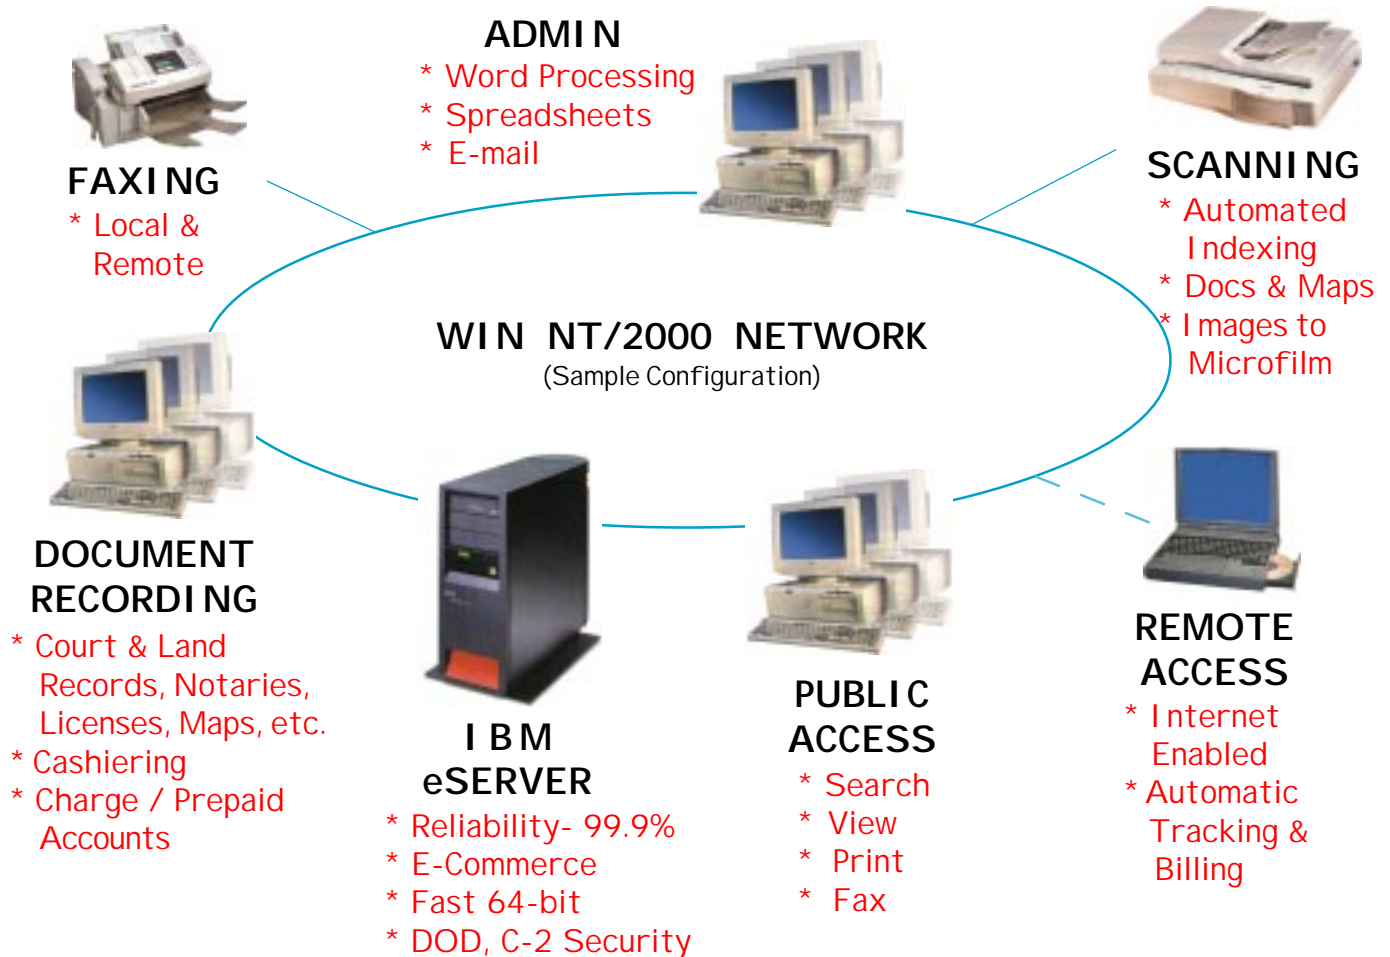 ADMIN
* Word Processing
* Spreadsheets
* E-mail
FAXING
* Local &
Remote
SCANNING
* Automated
Indexing
* Docs & Maps
* Images to
Microfilm
WIN NT/2000 NETWORK
(Sample Configuration)
DOCUMENT
RECORDING
* Court & Land
Records, Notaries,
Licenses, Maps, etc.
* Cashiering
* Charge / Prepaid
Accounts
IBM
eSERVER
* Reliability- 99.9%
* E-Commerce
* Fast 64-bit
* DOD, C-2 Security
PUBLIC
ACCESS
* Search
* View
* Print
* Fax
REMOTE
ACCESS
* Internet
Enabled
* Automatic
Tracking &
Billing